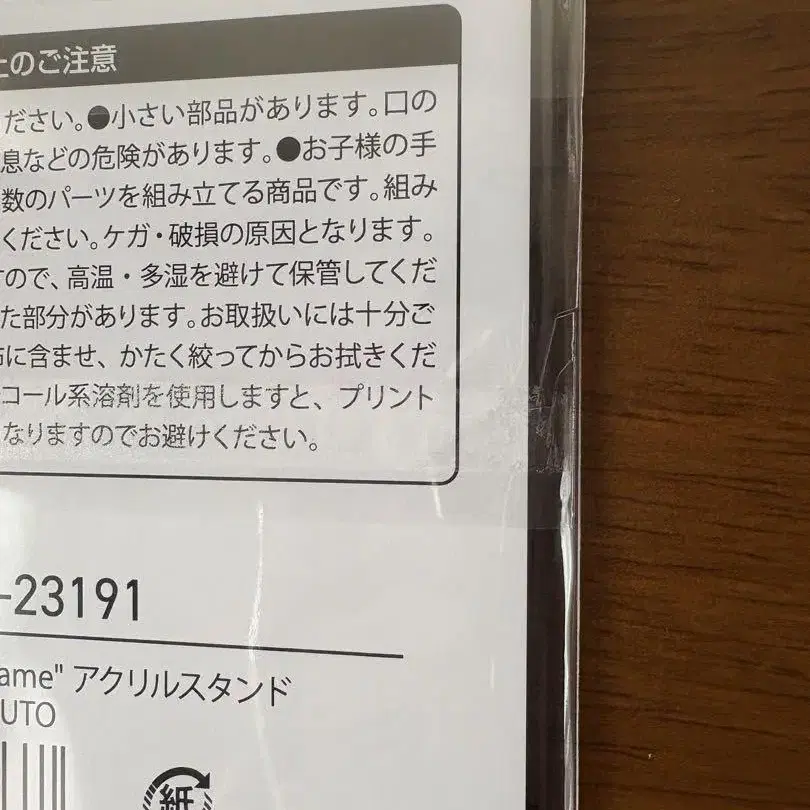 上のご注意
ださい。●小さい部品があります。口の
息などの危険があります。●お子様の手
数のパーツを組み立てる商品です。組み
ください。ケガ・破損の原因となります。
ので、高温・多湿を避けて保管してくだ
た部分があります。お取扱いには十分ご
に含ませ、かたく絞ってからお拭きくだ
コール系溶剤を使用しますと、プリント
なりますのでお避けください。
-23191
ame" アクリルスタンド
UTO
紙